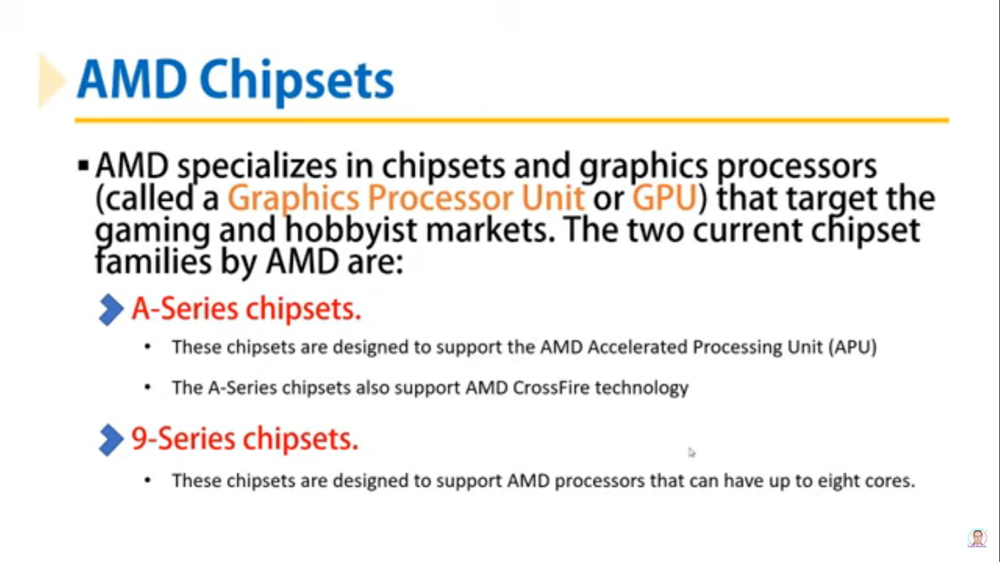 AMD Chipsets
▪ AMD specializes in chipsets and graphics processors
(called a Graphics Processor Unit or GPU) that target the
gaming and hobbyist markets. The two current chipset
families by AMD are:
A-Series chipsets.
• These chipsets are designed to support the AMD Accelerated Processing Unit (APU)
• The A-Series chipsets also support AMD CrossFire technology
9-Series chipsets.
• These chipsets are designed to support AMD processors that can have up to eight cores.